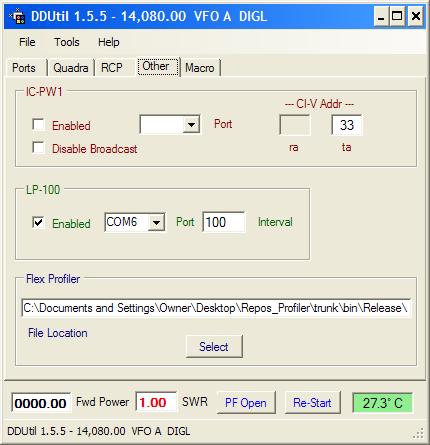 DDUtil 1.5.5 - 14,080.00 VFO A DIGL
File Tools Help
Ports Quadra RCP Other Macro
IC-PW1
--- CI-V Addr ---
Enabled Port 33
Disable Broadcast ra ta
LP-100
Enabled COM6 Port 100 Interval
Flex Profiler
C:\Documents and Settings\Owner\Desktop\Repos_Profiler\trunk\bin\Release\
File Location
Select
0000.00 Fwd Power 1.00 SWR PF Open Re-Start 27.3° C
DDUtil 1.5.5 - 14,080.00 VFO A DIGL